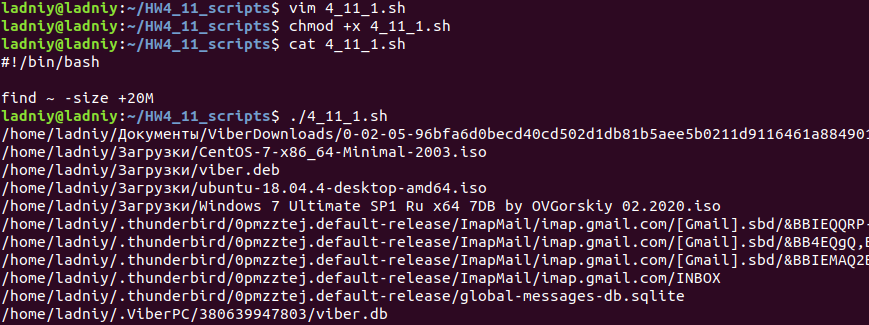 ladniy@ladniy:~/HW4_11_scripts$ vim 4_11_1.sh
ladniy@ladniy:~/HW4_11_scripts$ chmod +x 4_11_1.sh
ladniy@ladniy:~/HW4_11_scripts$ cat 4_11_1.sh
#!/bin/bash
find ~ -size +20M
ladniy@ladniy:~/HW4_11_scripts$ ./4_11_1.sh
/home/ladniy/Документы/ViberDownloads/0-02-05-96bfa6d0becd40cd502d1db81b5aee5b0211d9116461a884901
/home/ladniy/Загрузки/CentOS-7-x86_64-Minimal-2003.iso
/home/ladniy/Загрузки/viber.deb
/home/ladniy/Загрузки/ubuntu-18.04.4-desktop-amd64.iso
/home/ladniy/Загрузки/Windows 7 Ultimate SP1 Ru x64 7DB by OVGorskiy 02.2020.iso
/home/ladniy/.thunderbird/0pmzztej.default-release/ImapMail/imap.gmail.com/[Gmail].sbd/&BBIEQQRP-
/home/ladniy/.thunderbird/0pmzztej.default-release/ImapMail/imap.gmail.com/[Gmail].sbd/&BB4EQgQ,E
/home/ladniy/.thunderbird/0pmzztej.default-release/ImapMail/imap.gmail.com/[Gmail].sbd/&BBIEMAQ2B
/home/ladniy/.thunderbird/0pmzztej.default-release/ImapMail/imap.gmail.com/INBOX
/home/ladniy/.thunderbird/0pmzztej.default-release/global-messages-db.sqlite
/home/ladniy/.ViberPC/380639947803/viber.db